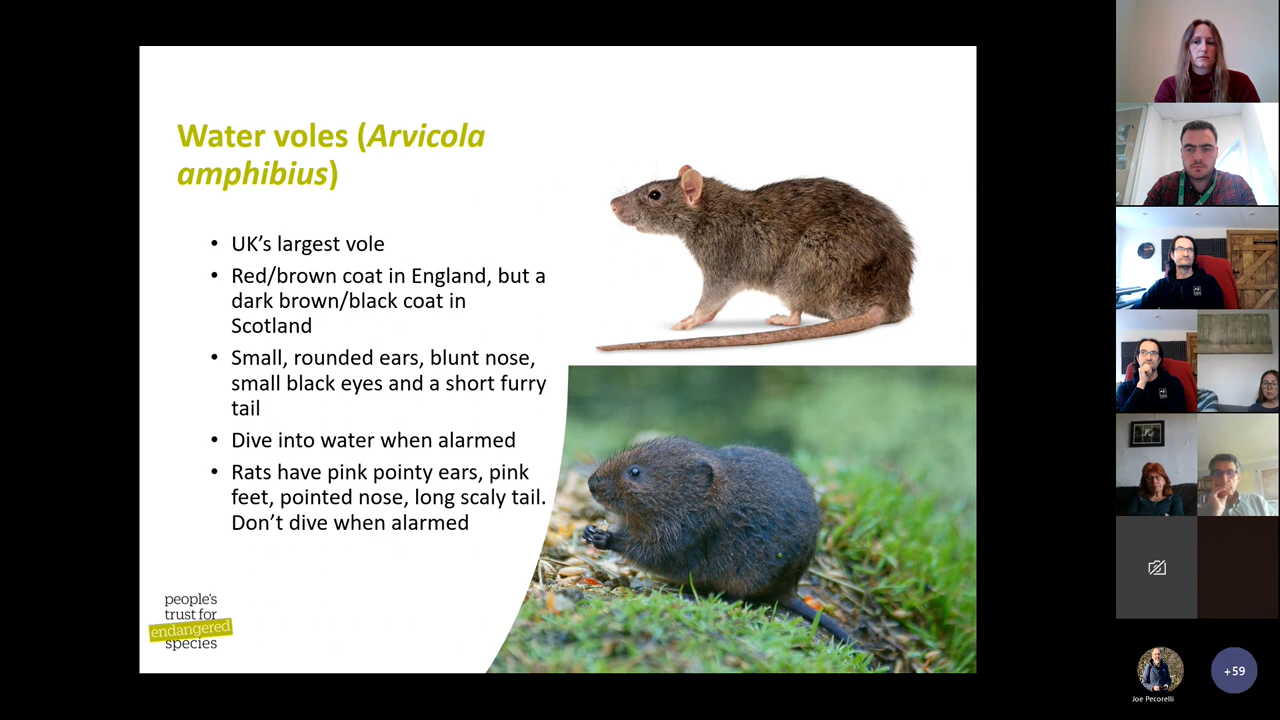 Water voles (Arvicola
amphibius)
• UK’s largest vole
• Red/brown coat in England, but a
dark brown/black coat in
Scotland
• Small, rounded ears, blunt nose,
small black eyes and a short furry
tail
• Dive into water when alarmed
• Rats have pink pointy ears, pink
feet, pointed nose, long scaly tail.
Don’t dive when alarmed
people’s
trust for
endangered
species
Joe Pecorelli
+59